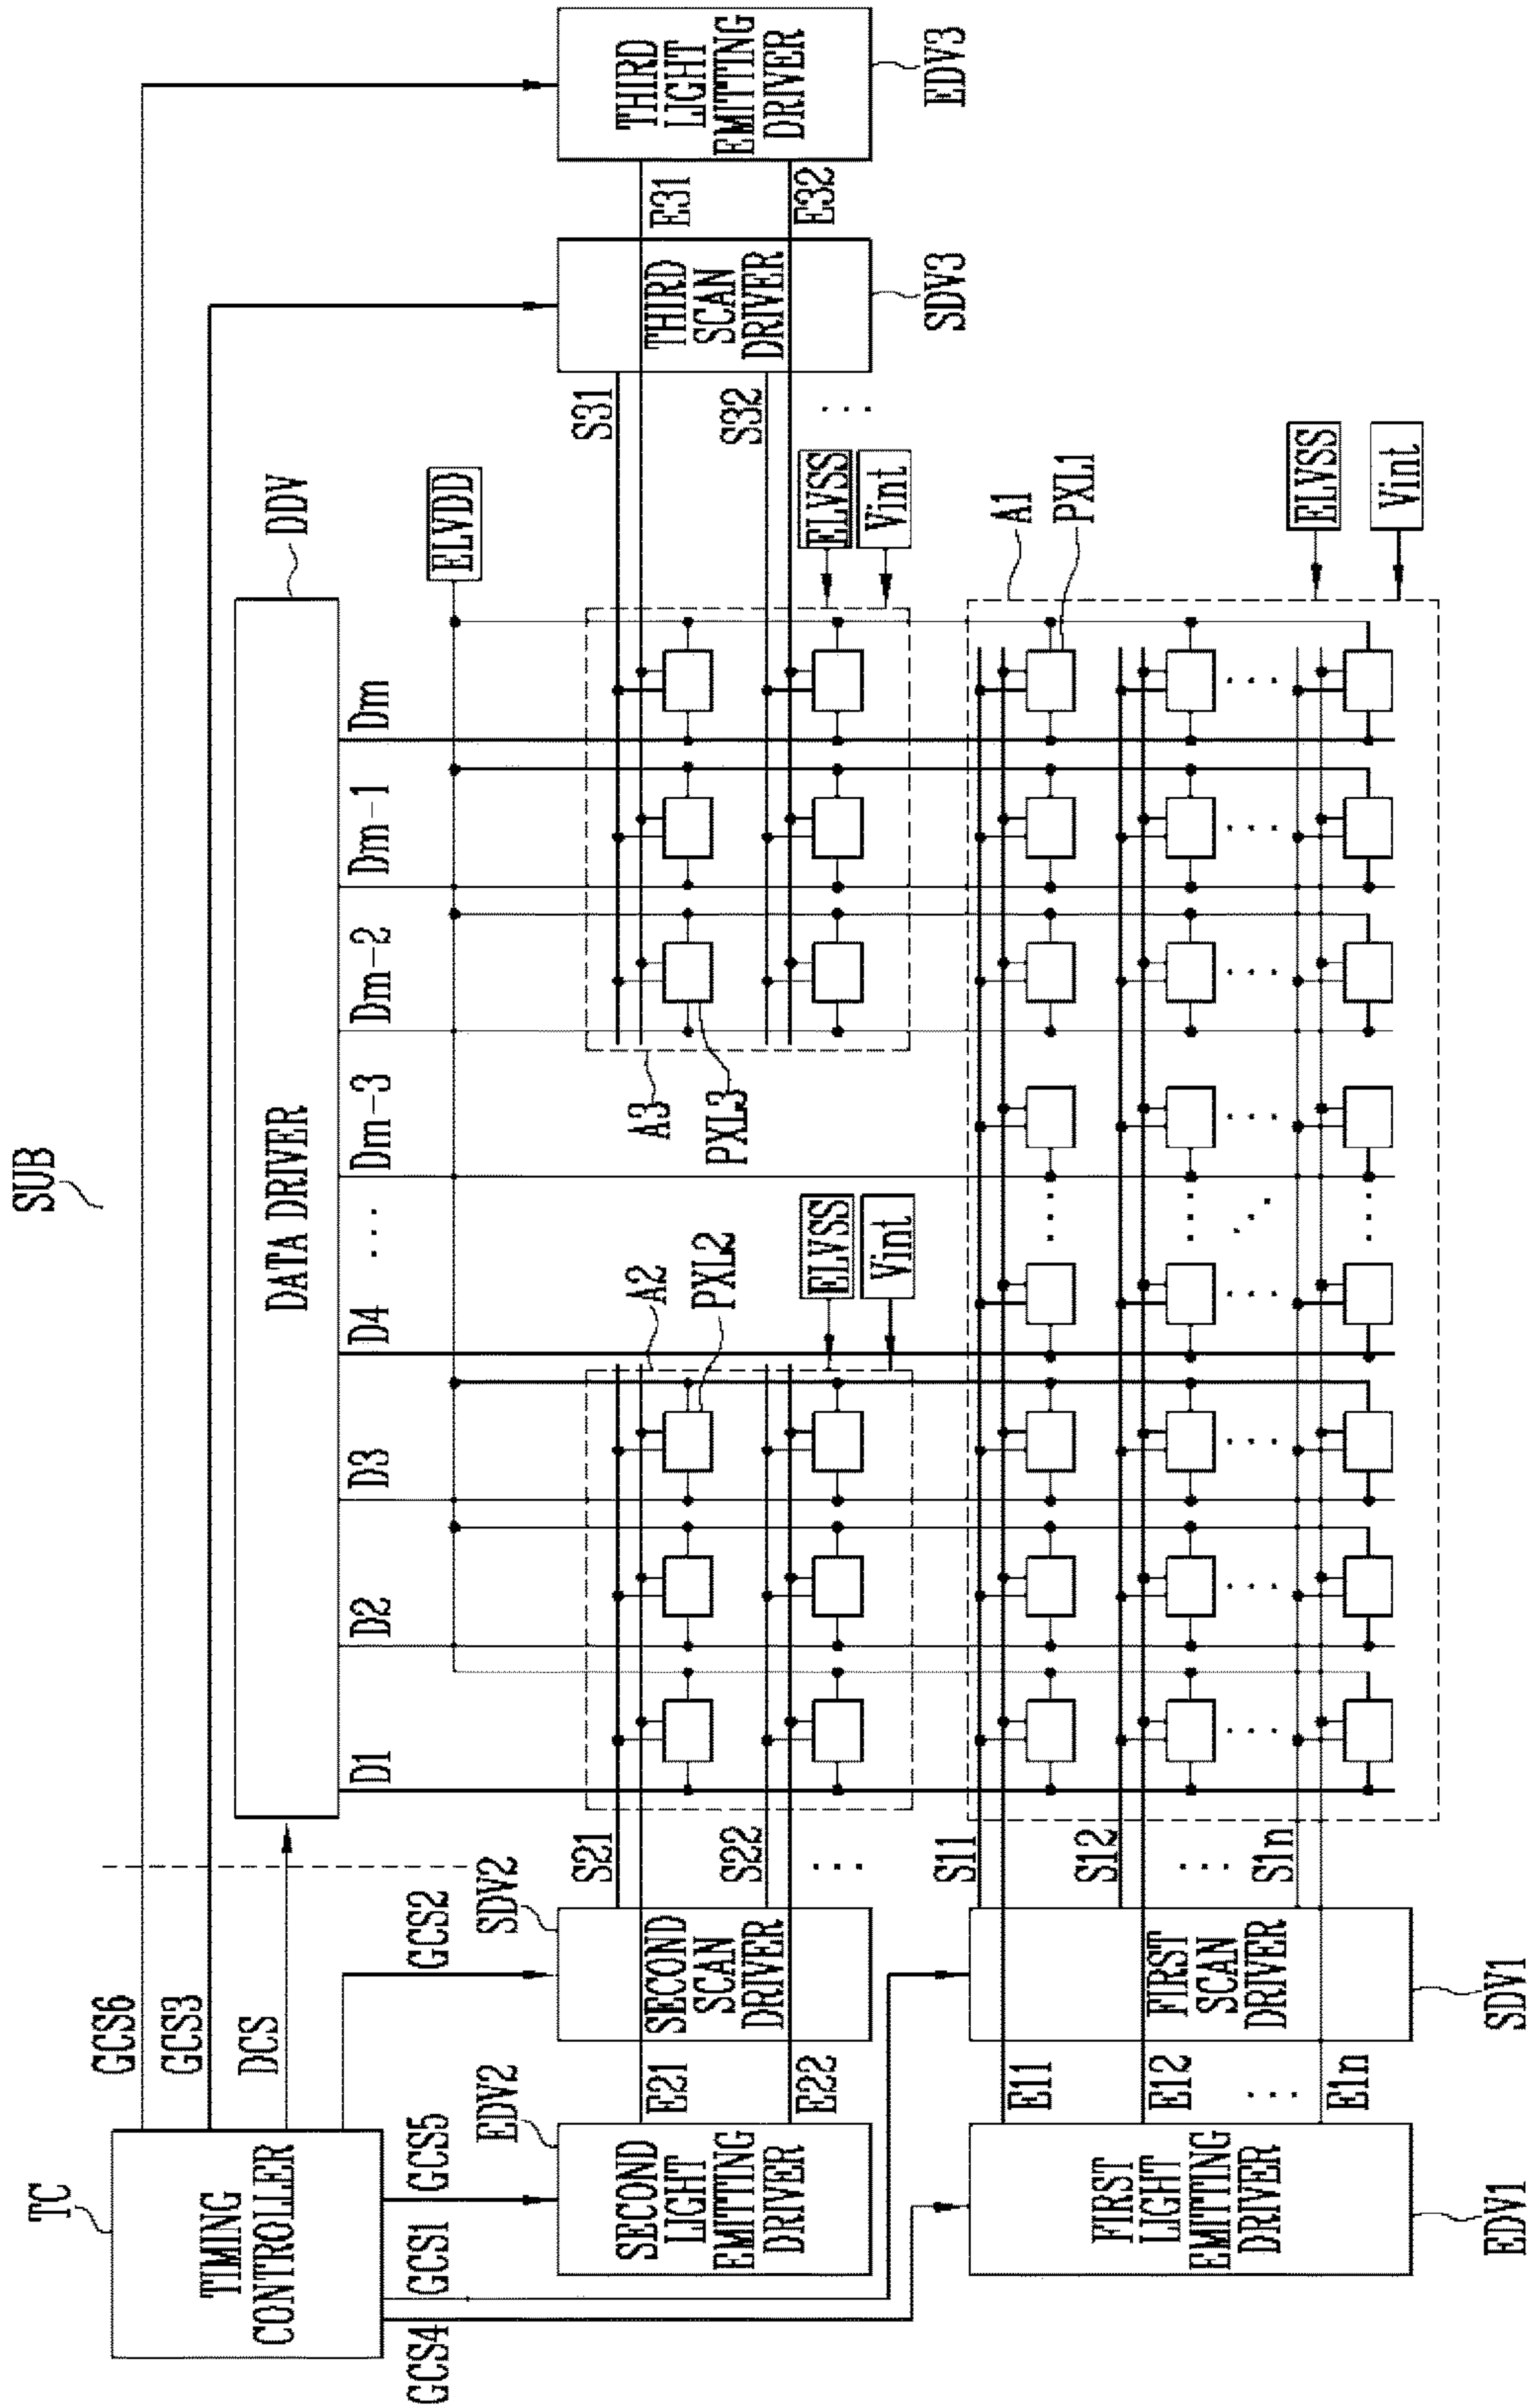 SUB
TC
TIMING
CONTROLLER
GCS6
GCS3
DCS
GCS2
GCS5
GCS1
GCS4
DATA DRIVER
DDV
D1
D2
D3
D4
...
Dm-3
Dm-2
Dm-1
Dm
ELVDD
EDV2
SECOND
LIGHT
EMITTING
DRIVER
E21
E22
SDV2
SECOND
SCAN
DRIVER
S21
S22
...
A2
PXL2
ELVSS
Vint
A3
PXL3
ELVSS
Vint
S31
S32
...
THIRD
SCAN
DRIVER
SDV3
E31
E32
THIRD
LIGHT
EMITTING
DRIVER
EDV3
FIRST
LIGHT
EMITTING
DRIVER
EDV1
E11
E12
...
E1n
FIRST
SCAN
DRIVER
SDV1
S11
S12
...
S1n
A1
PXL1
ELVSS
Vint